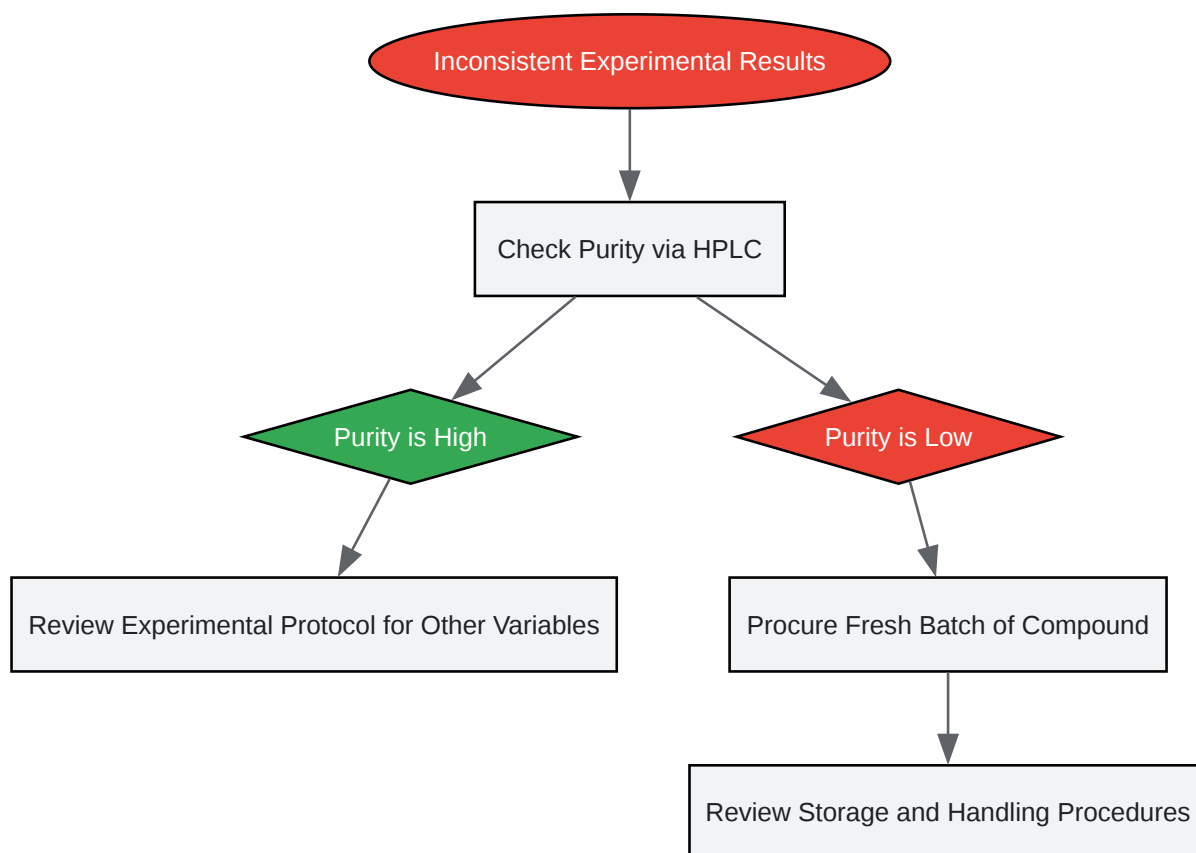 Inconsistent Experimental Results
Check Purity via HPLC
Purity is High
Purity is Low
Review Experimental Protocol for Other Variables
Procure Fresh Batch of Compound
Review Storage and Handling Procedures